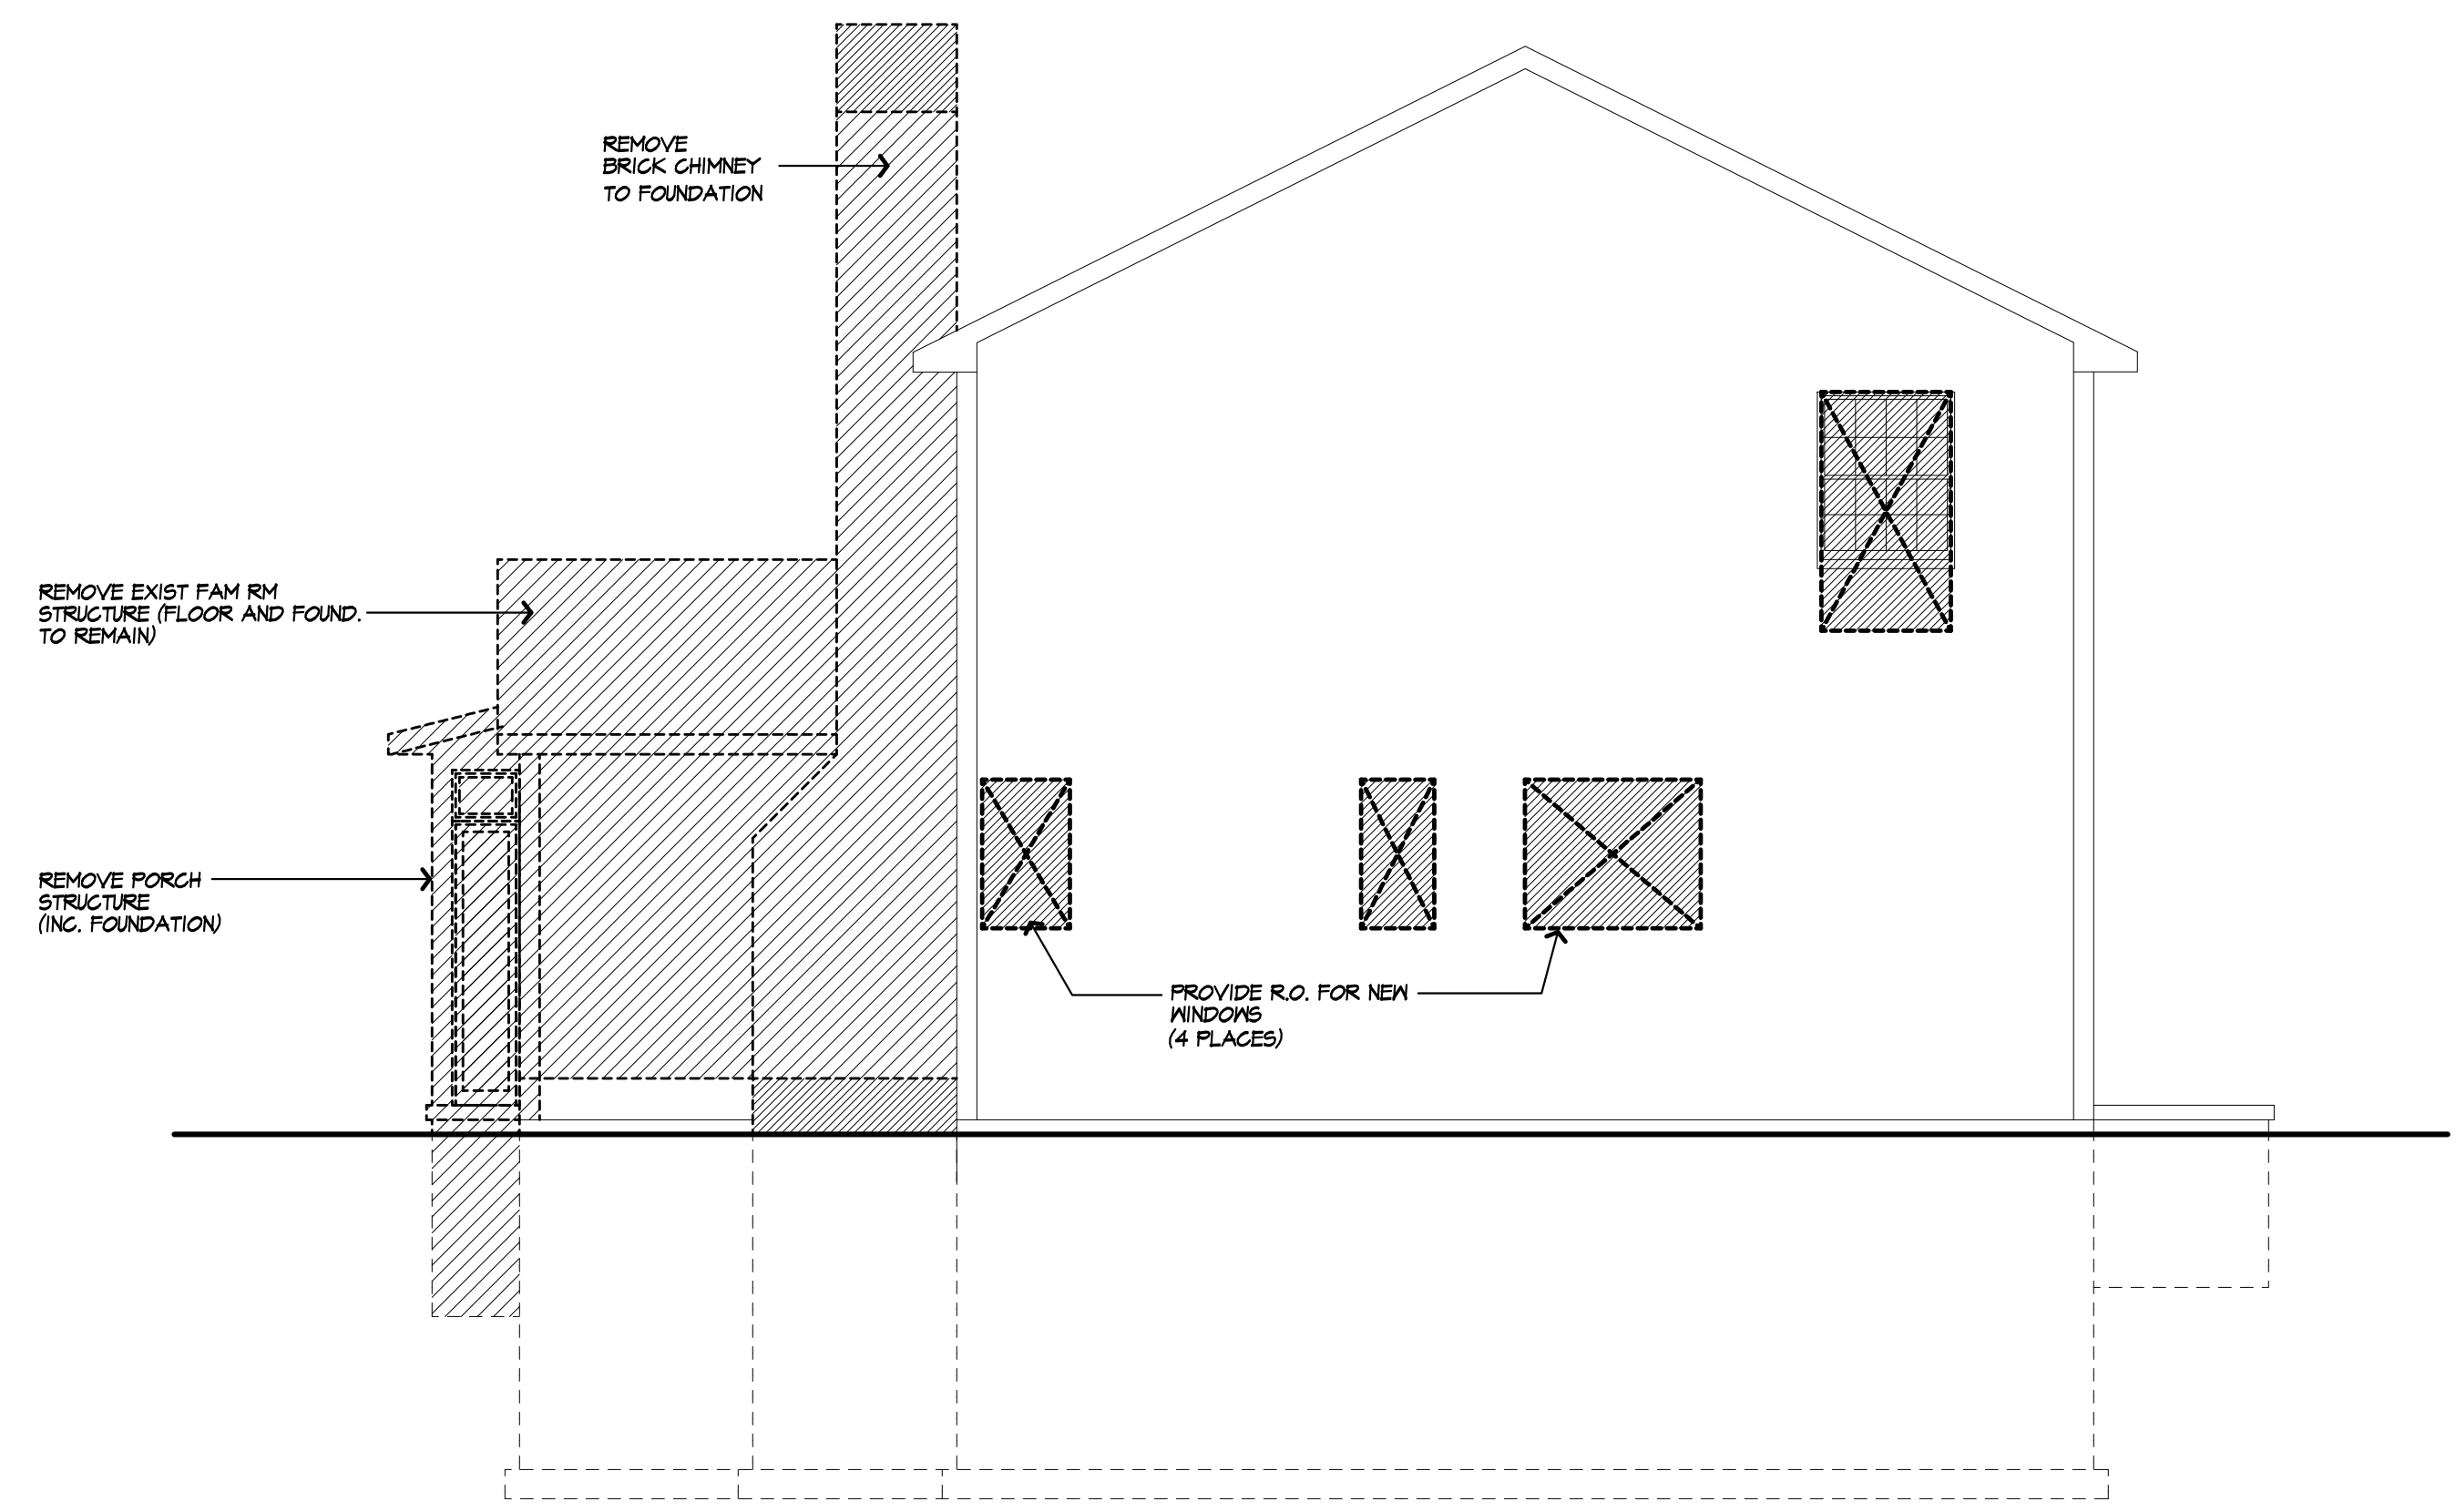 REMOVE
BRICK CHIMNEY
TO FOUNDATION
REMOVE EXIST FAM RM
STRUCTURE (FLOOR AND FOUND.
TO REMAIN)
REMOVE PORCH
STRUCTURE
(INC. FOUNDATION)
PROVIDE R.O. FOR NEW
WINDOWS
(4 PLACES)